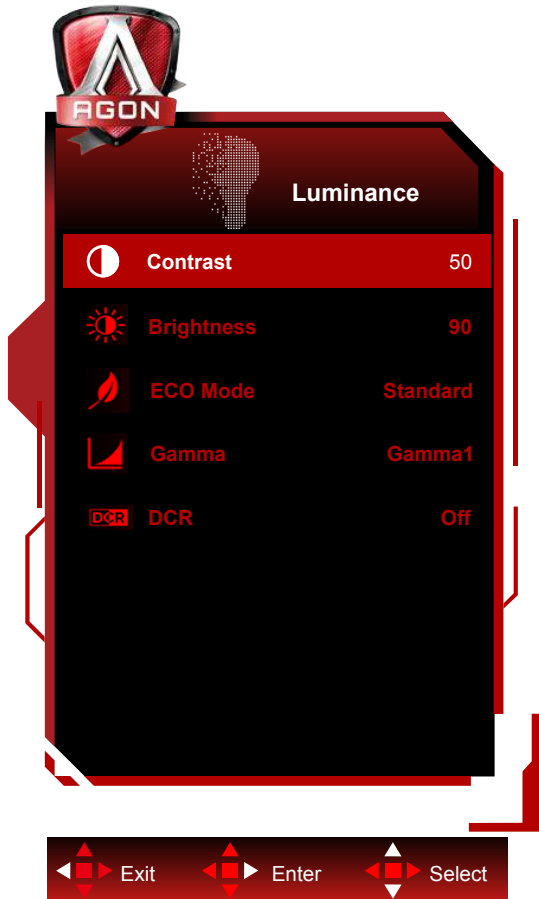 AGON
Luminance
Contrast 50
Brightness 90
ECO Mode Standard
Gamma Gamma1
DCR DCR Off
Exit Enter Select